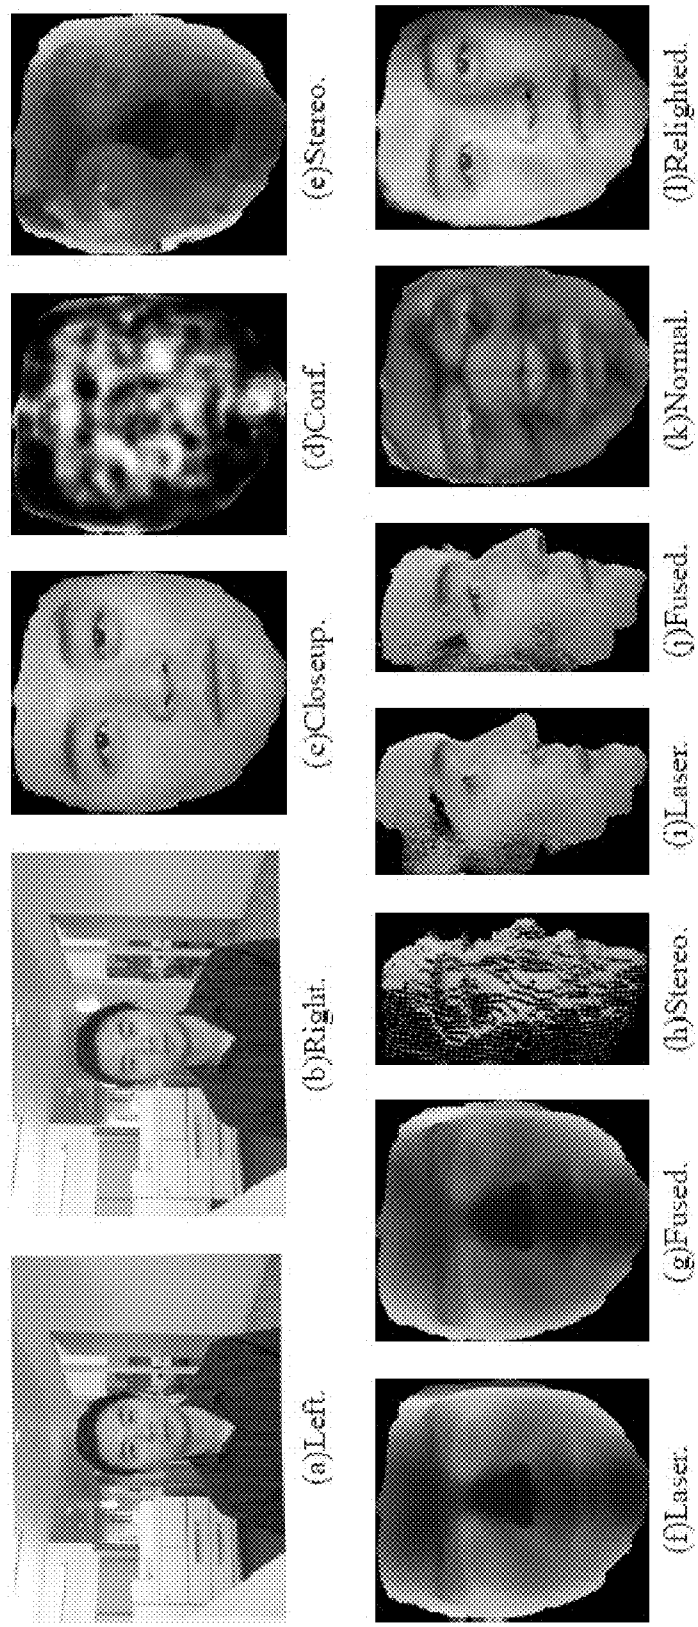 (a)Left.
(b)Right.
(c)Closeup.
(d)Conf.
(e)Stereo.
(f)Laser.
(g)Fused.
(h)Stereo.
(i)Laser.
(j)Fused.
(k)Normal.
(l)Relighted.